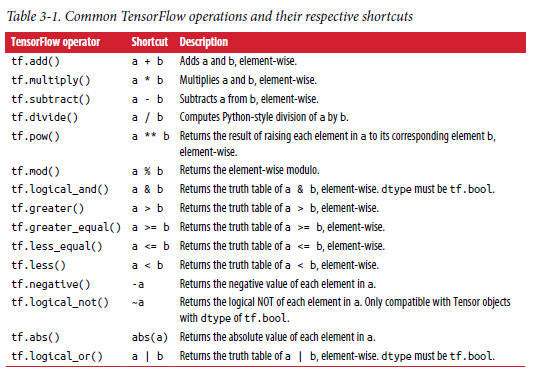 Table 3-1. Common TensorFlow operations and their respective shortcuts
TensorFlow operator Shortcut Description
tf.add() a + b Adds a and b, element-wise.
tf.multiply() a * b Multiplies a and b, element-wise.
tf.subtract() a - b Subtracts a from b, element-wise.
tf.divide() a / b Computes Python-style division of a by b.
tf.pow() a ** b Returns the result of raising each element in a to its corresponding element b,
element-wise.
tf.mod() a % b Returns the element-wise modulo.
tf.logical_and() a & b Returns the truth table of a & b, element-wise. dtype must be tf.bool.
tf.greater() a > b Returns the truth table of a > b, element-wise.
tf.greater_equal() a >= b Returns the truth table of a >= b, element-wise.
tf.less_equal() a <= b Returns the truth table of a <= b, element-wise.
tf.less() a < b Returns the truth table of a < b, element-wise.
tf.negative() -a Returns the negative value of each element in a.
tf.logical_not() ~a Returns the logical NOT of each element in a. Only compatible with Tensor objects
with dtype of tf.bool.
tf.abs() abs(a) Returns the absolute value of each element in a.
tf.logical_or() a | b Returns the truth table of a | b, element-wise. dtype must be tf.bool.